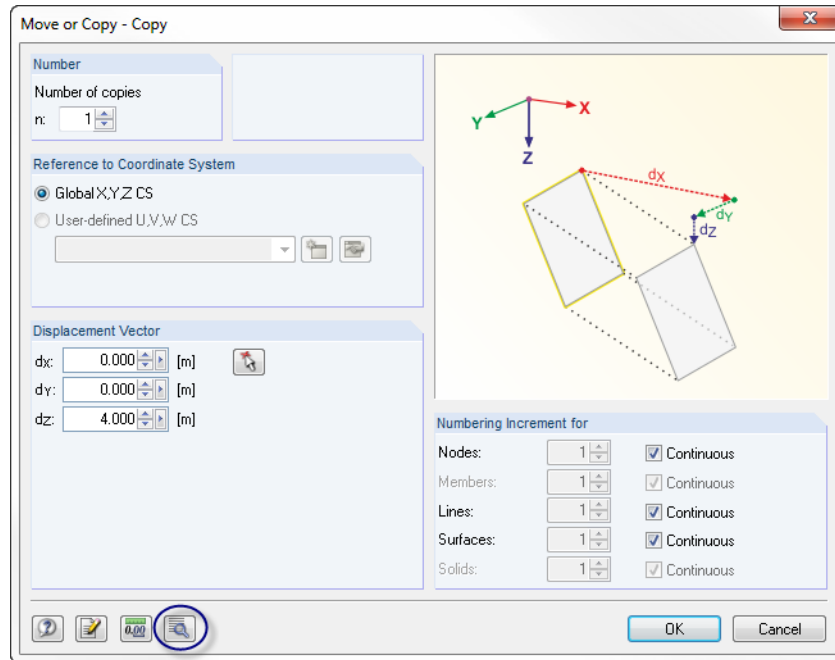 Move or Copy - Copy
Number
Number of copies
n: 1
Reference to Coordinate System
Global X,Y,Z CS
User-defined U,V,W CS
Displacement Vector
dX: 0.000 [m]
dY: 0.000 [m]
dZ: 4.000 [m]
X
Y
Z
dX
dY
dZ
Numbering Increment for
Nodes: 1 Continuous
Members: 1 Continuous
Lines: 1 Continuous
Surfaces: 1 Continuous
Solids: 1 Continuous
0.00
OK Cancel